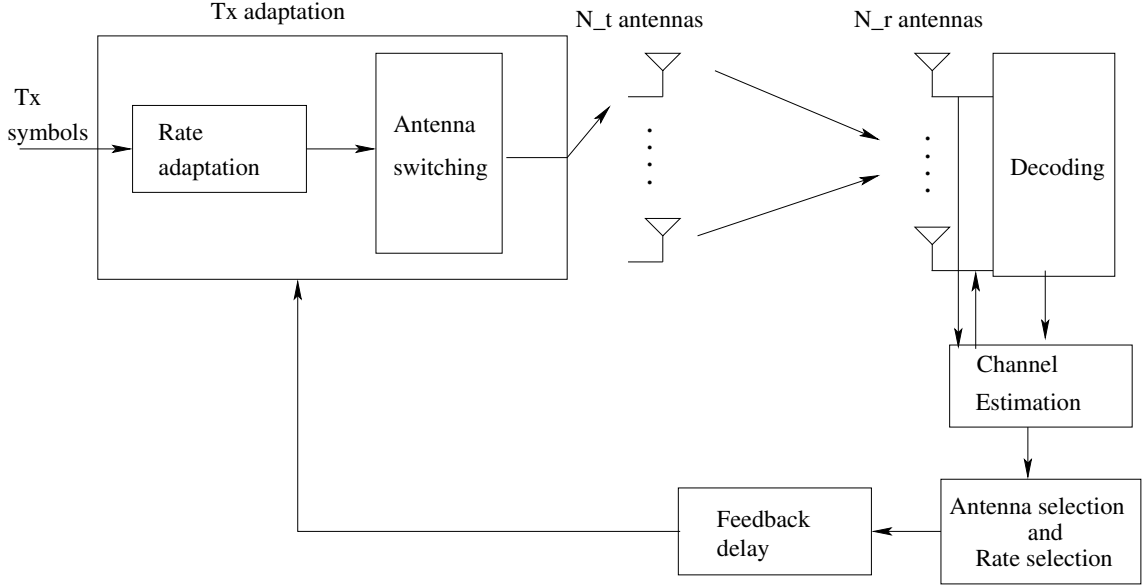 Tx adaptation
N_t antennas
N_r antennas
Tx
symbols
Rate
adaptation
Antenna
switching
Decoding
Channel
Estimation
Antenna selection
and
Rate selection
Feedback
delay